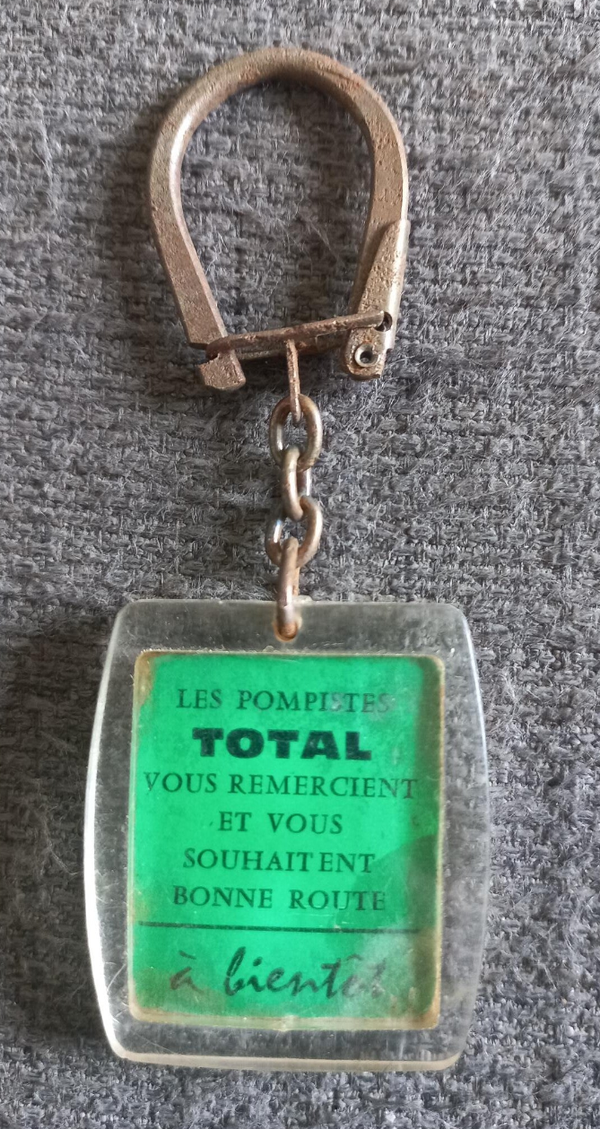 LES POMPISTES
TOTAL
VOUS REMERCIENT
ET VOUS
SOUHAITENT
BONNE ROUTE
à bientôt